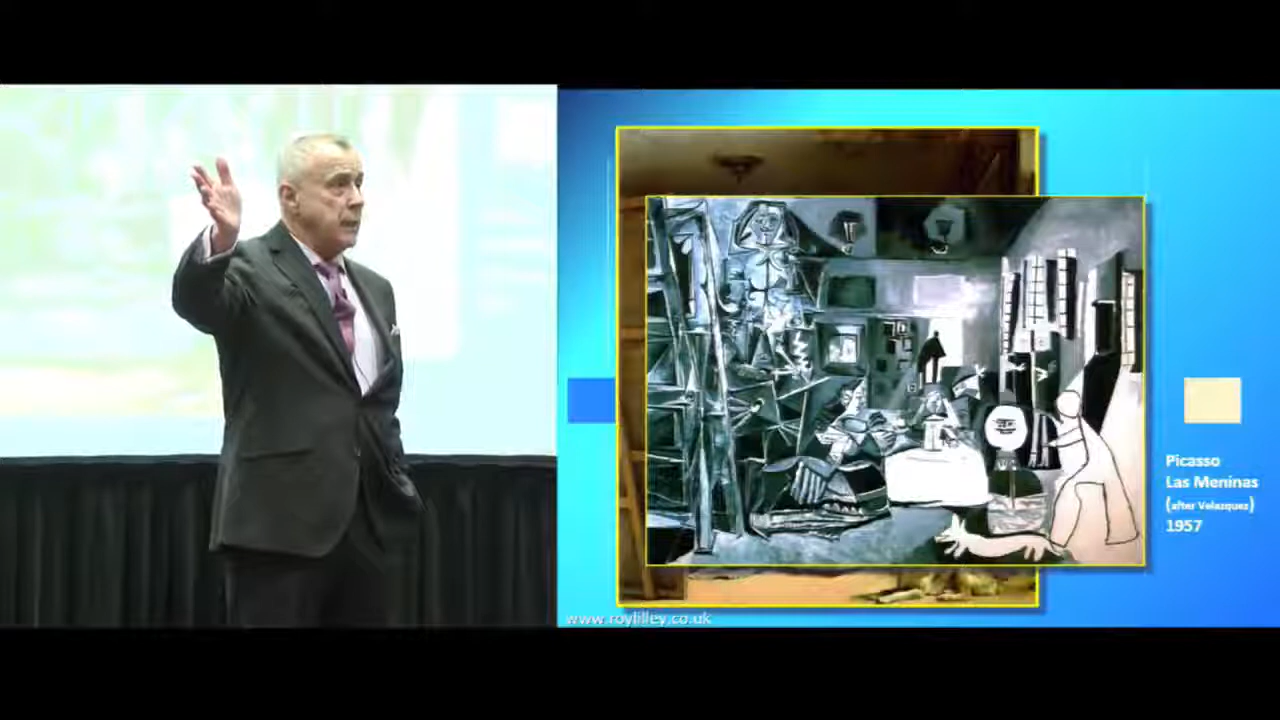 Picasso
Las Meninas
(after Velazquez)
1957
www.roylilley.co.uk